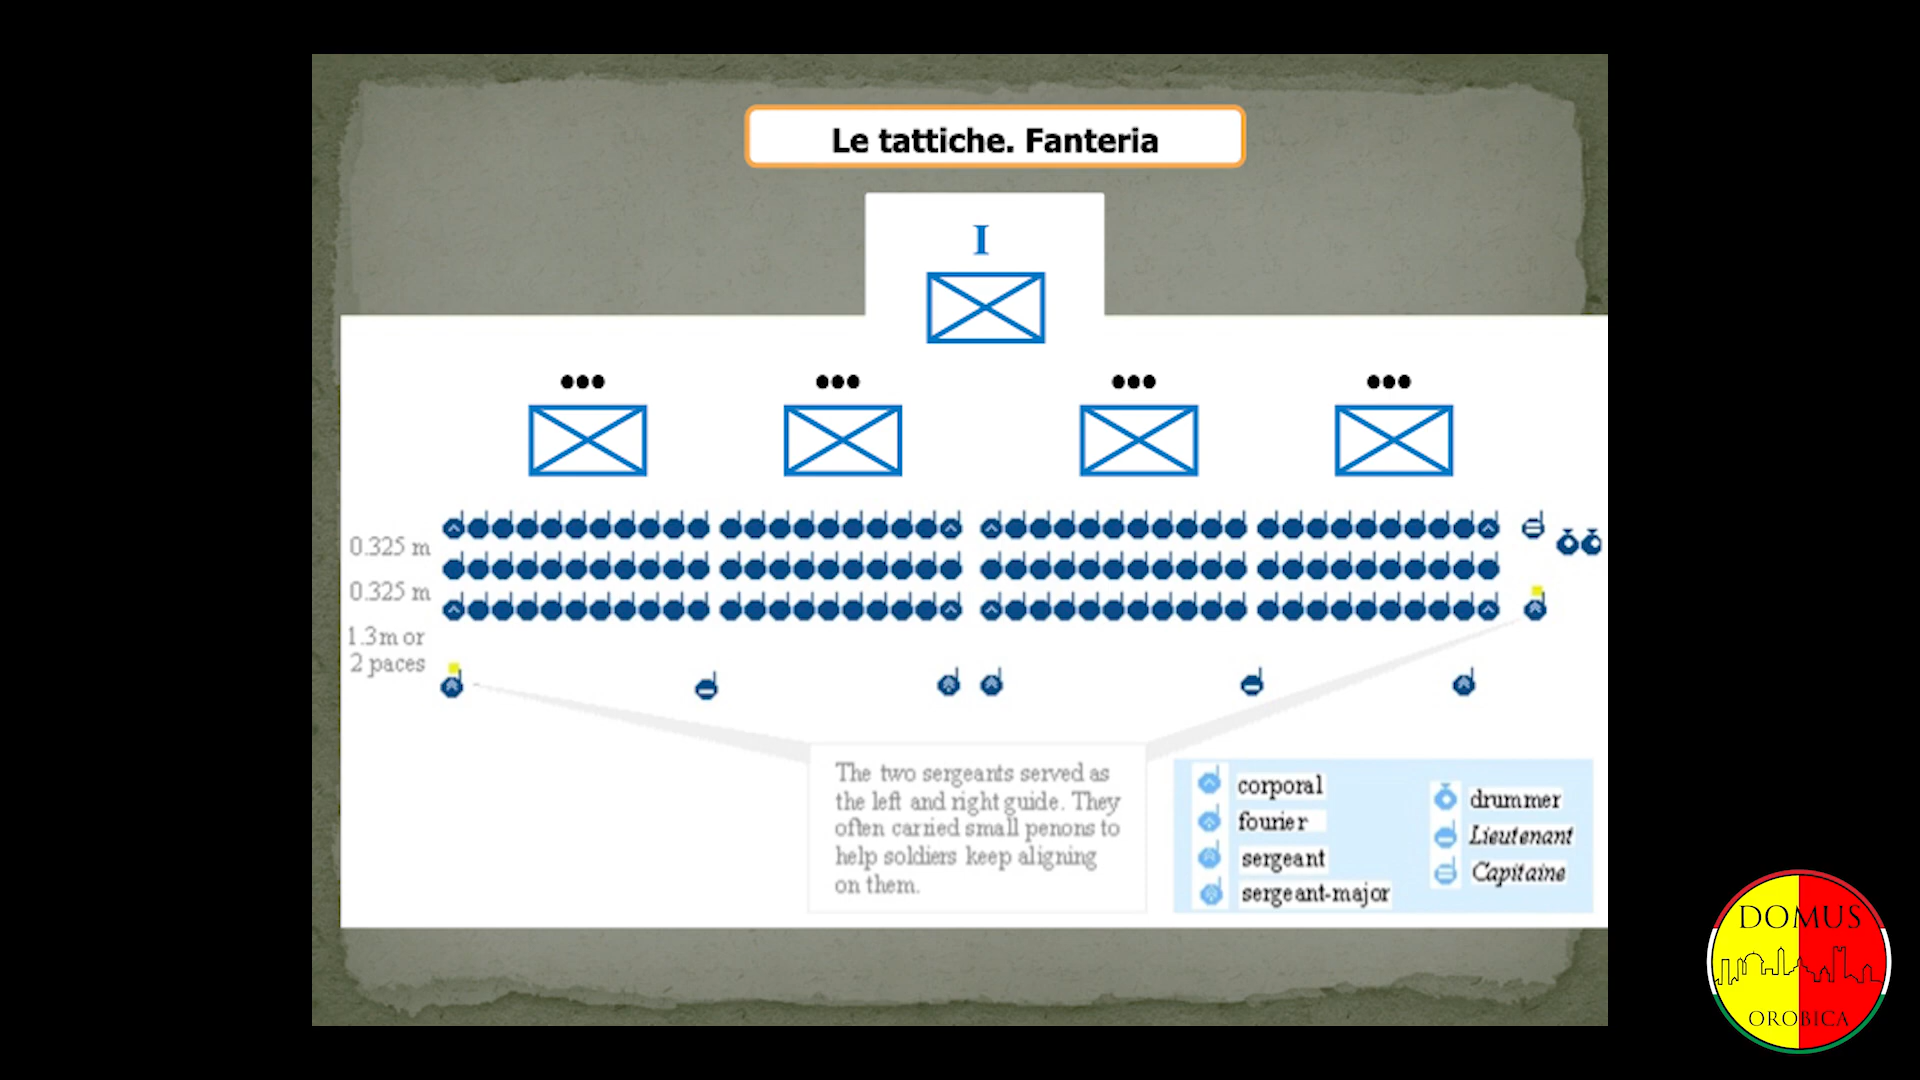 Le tattiche. Fanteria
I
0.325 m
0.325 m
1.3m or
2 paces
The two sergeants served as
the left and right guide. They
often carried small penons to
help soldiers keep aligning
on them.
corporal
fourier
sergeant
sergeant-major
drummer
Lieutenant
Capitaine
DOMUS
OROBICA